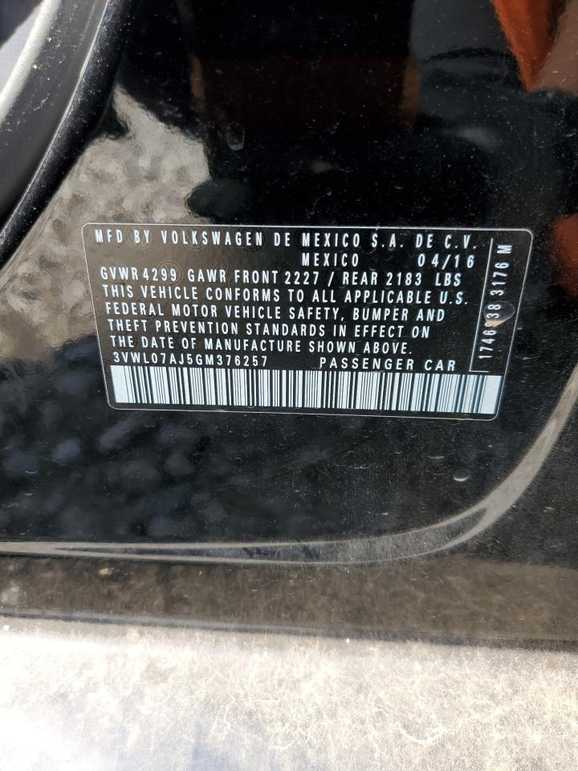 MFD BY VOLKSWAGEN DE MEXICO S.A. DE C.V.
MEXICO 04/16
GVWR 4299 GAWR FRONT 2227 / REAR 2183 LBS
THIS VEHICLE CONFORMS TO ALL APPLICABLE U.S.
FEDERAL MOTOR VEHICLE SAFETY, BUMPER AND
THEFT PREVENTION STANDARDS IN EFFECT ON
THE DATE OF MANUFACTURE SHOWN ABOVE.
3VWL07AJ5GM376257 PASSENGER CAR
3176 M